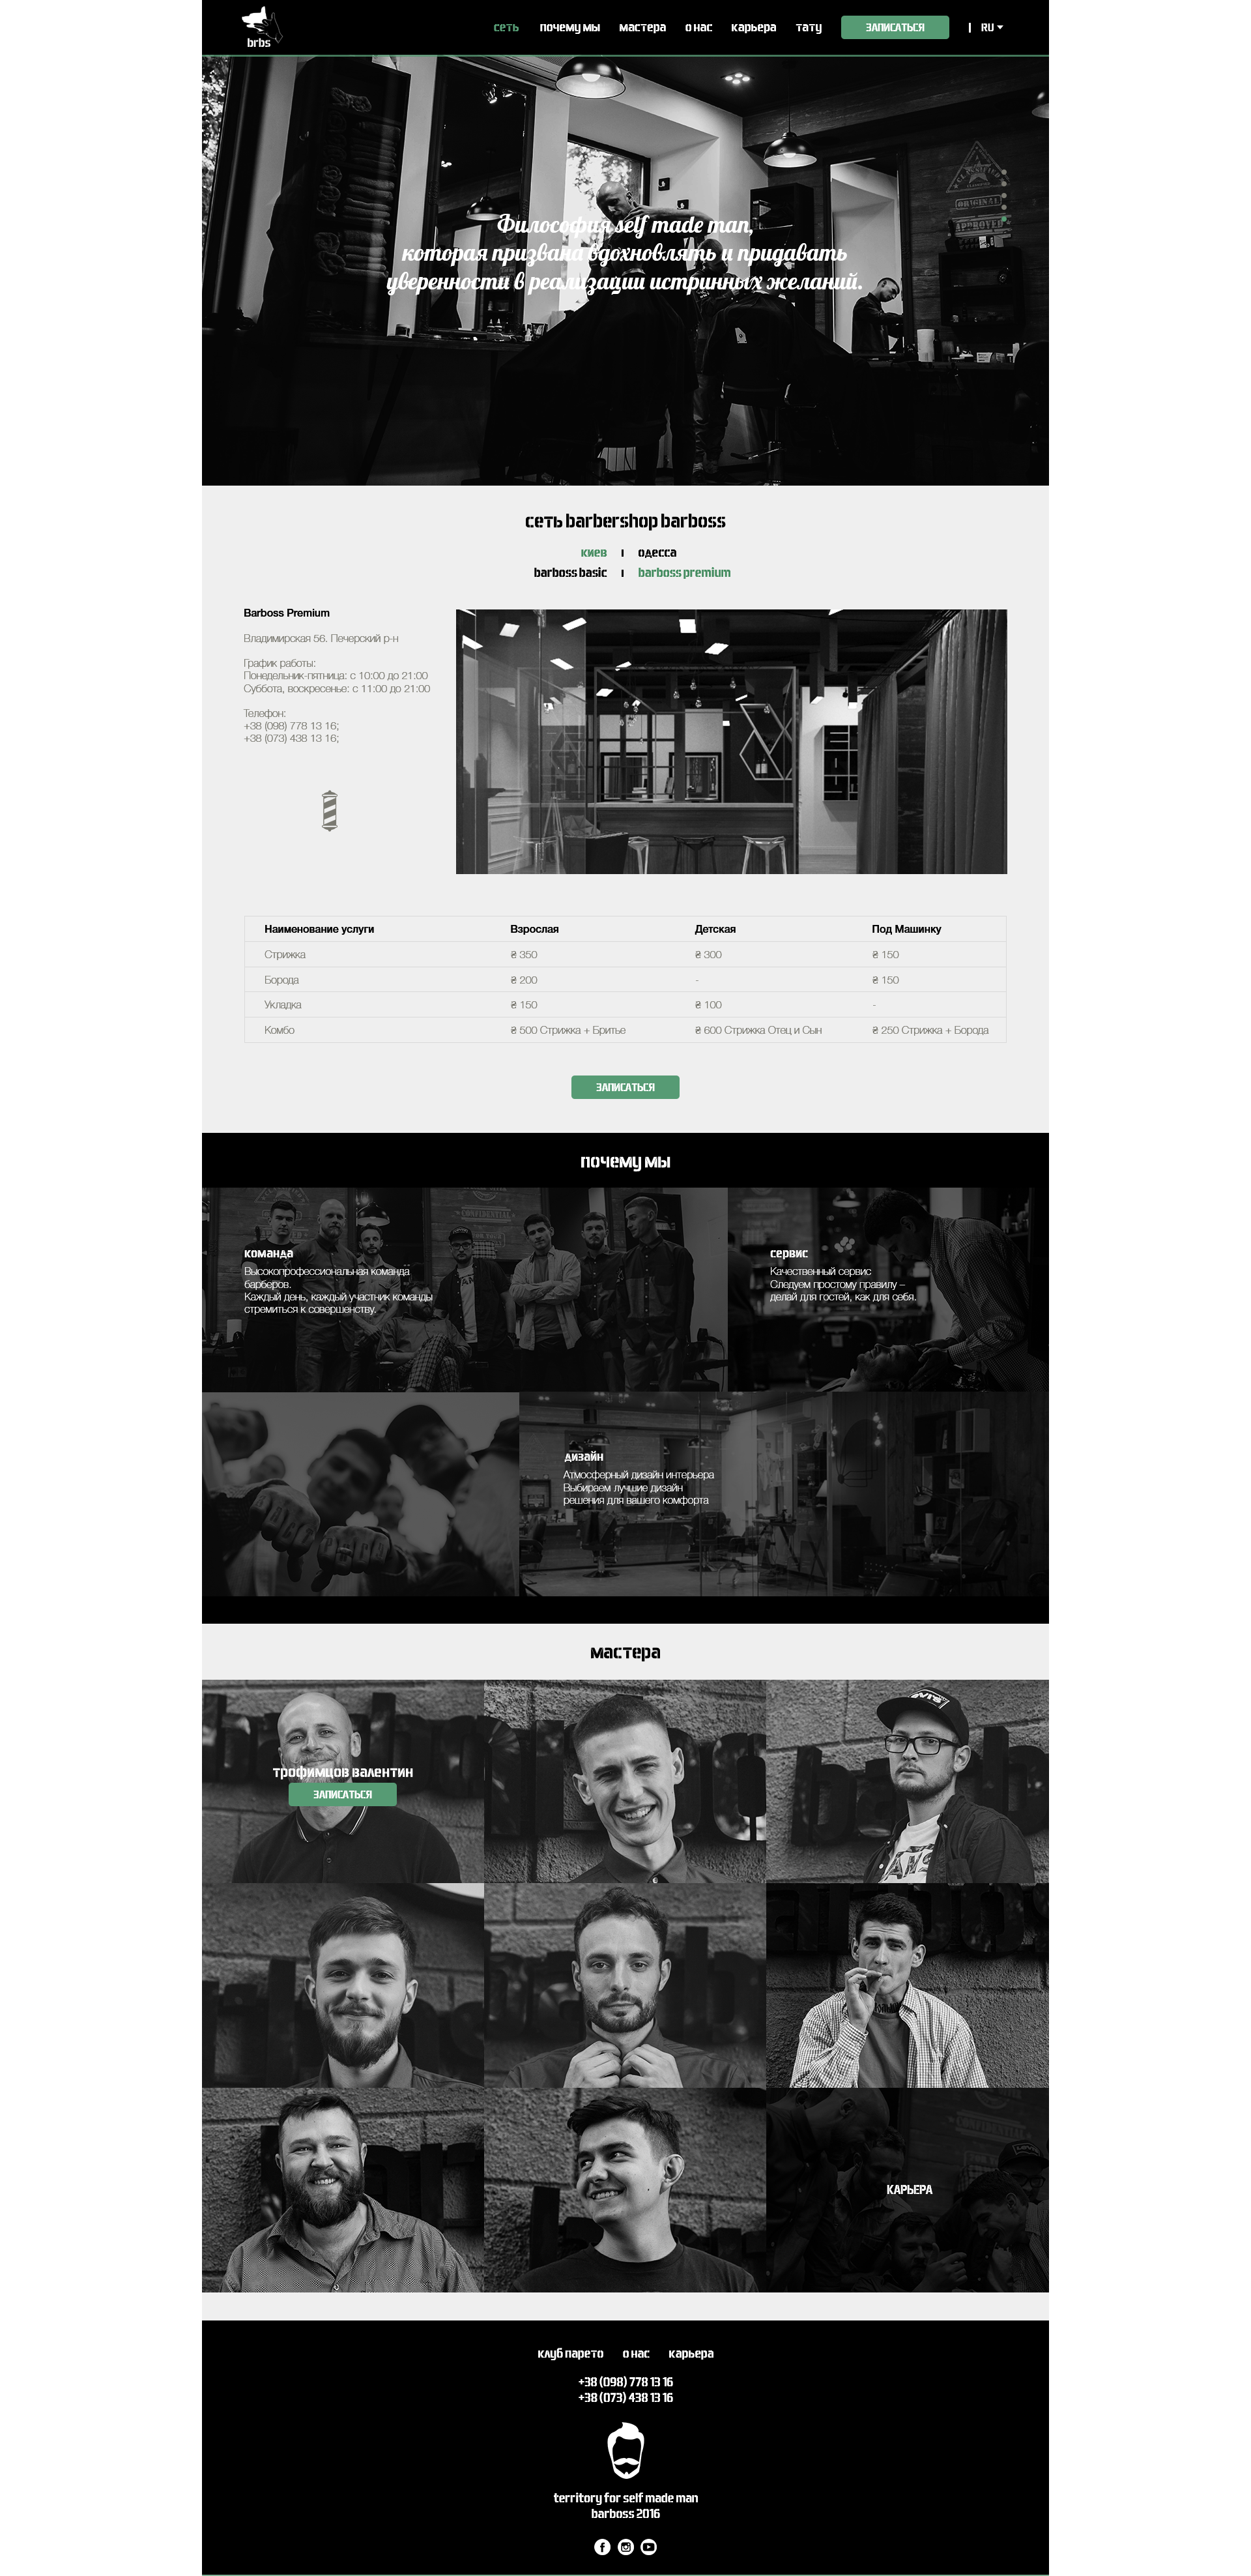 brbs
сеть почему мы мастера о нас карьера тату ЗАПИСАТЬСЯ | RU
Философия self made man,
которая призвана вдохновлять и придавать
уверенности в реализации истринных желаний.
CLASSIFIED
ORIGINAL
APPROVED
сеть barbershop barboss
киев | одесса
barboss basic | barboss premium
Barboss Premium
Владимирская 56. Печерский р-н
График работы:
Понедельник-пятница: с 10:00 до 21:00
Суббота, воскресенье: с 11:00 до 21:00
Телефон:
+38 (098) 778 13 16;
+38 (073) 438 13 16;
Наименование услуги Взрослая Детская Под Машинку
Стрижка ₴ 350 ₴ 300 ₴ 150
Борода ₴ 200 - ₴ 150
Укладка ₴ 150 ₴ 100 -
Комбо ₴ 500 Стрижка + Бритье ₴ 600 Стрижка Отец и Сын ₴ 250 Стрижка + Борода
ЗАПИСАТЬСЯ
почему мы
CONFIDENTIAL
команда
Высокопрофессиональная команда
барберов.
Каждый день, каждый участник команды
стремиться к совершенству.
сервис
Качественный сервис
Следуем простому правилу –
делай для гостей, как для себя.
дизайн
Атмосферный дизайн интерьера
Выбираем лучшие дизайн
решения для вашего комфорта
мастера
трофимцов валентин
ЗАПИСАТЬСЯ
КАРЬЕРА
клуб парето о нас карьера
+38 (098) 778 13 16
+38 (073) 438 13 16
territory for self made man
barboss 2016